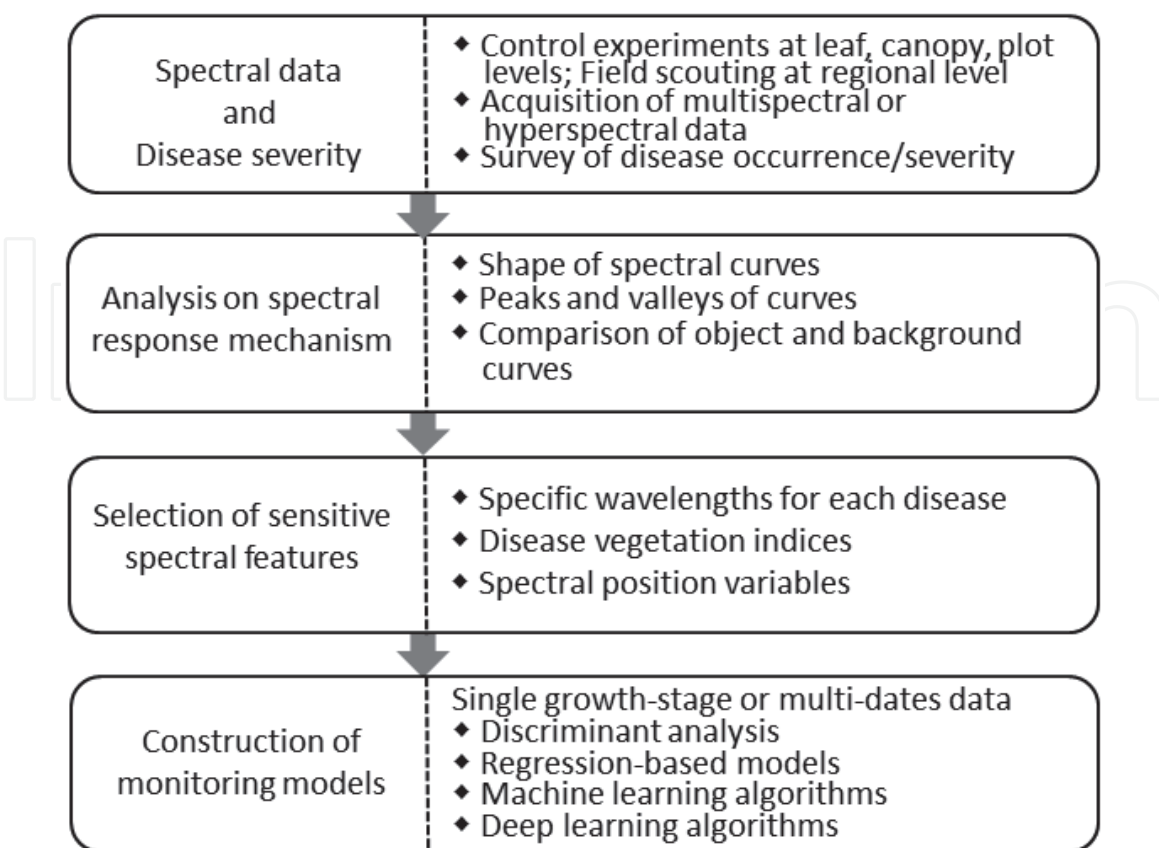 Spectral data
and
Disease severity
◆ Control experiments at leaf, canopy, plot
levels; Field scouting at regional level
◆ Acquisition of multispectral or
hyperspectral data
◆ Survey of disease occurrence/severity
Analysis on spectral
response mechanism
◆ Shape of spectral curves
◆ Peaks and valleys of curves
◆ Comparison of object and background
curves
Selection of sensitive
spectral features
◆ Specific wavelengths for each disease
◆ Disease vegetation indices
◆ Spectral position variables
Construction of
monitoring models
Single growth-stage or multi-dates data
◆ Discriminant analysis
◆ Regression-based models
◆ Machine learning algorithms
◆ Deep learning algorithms